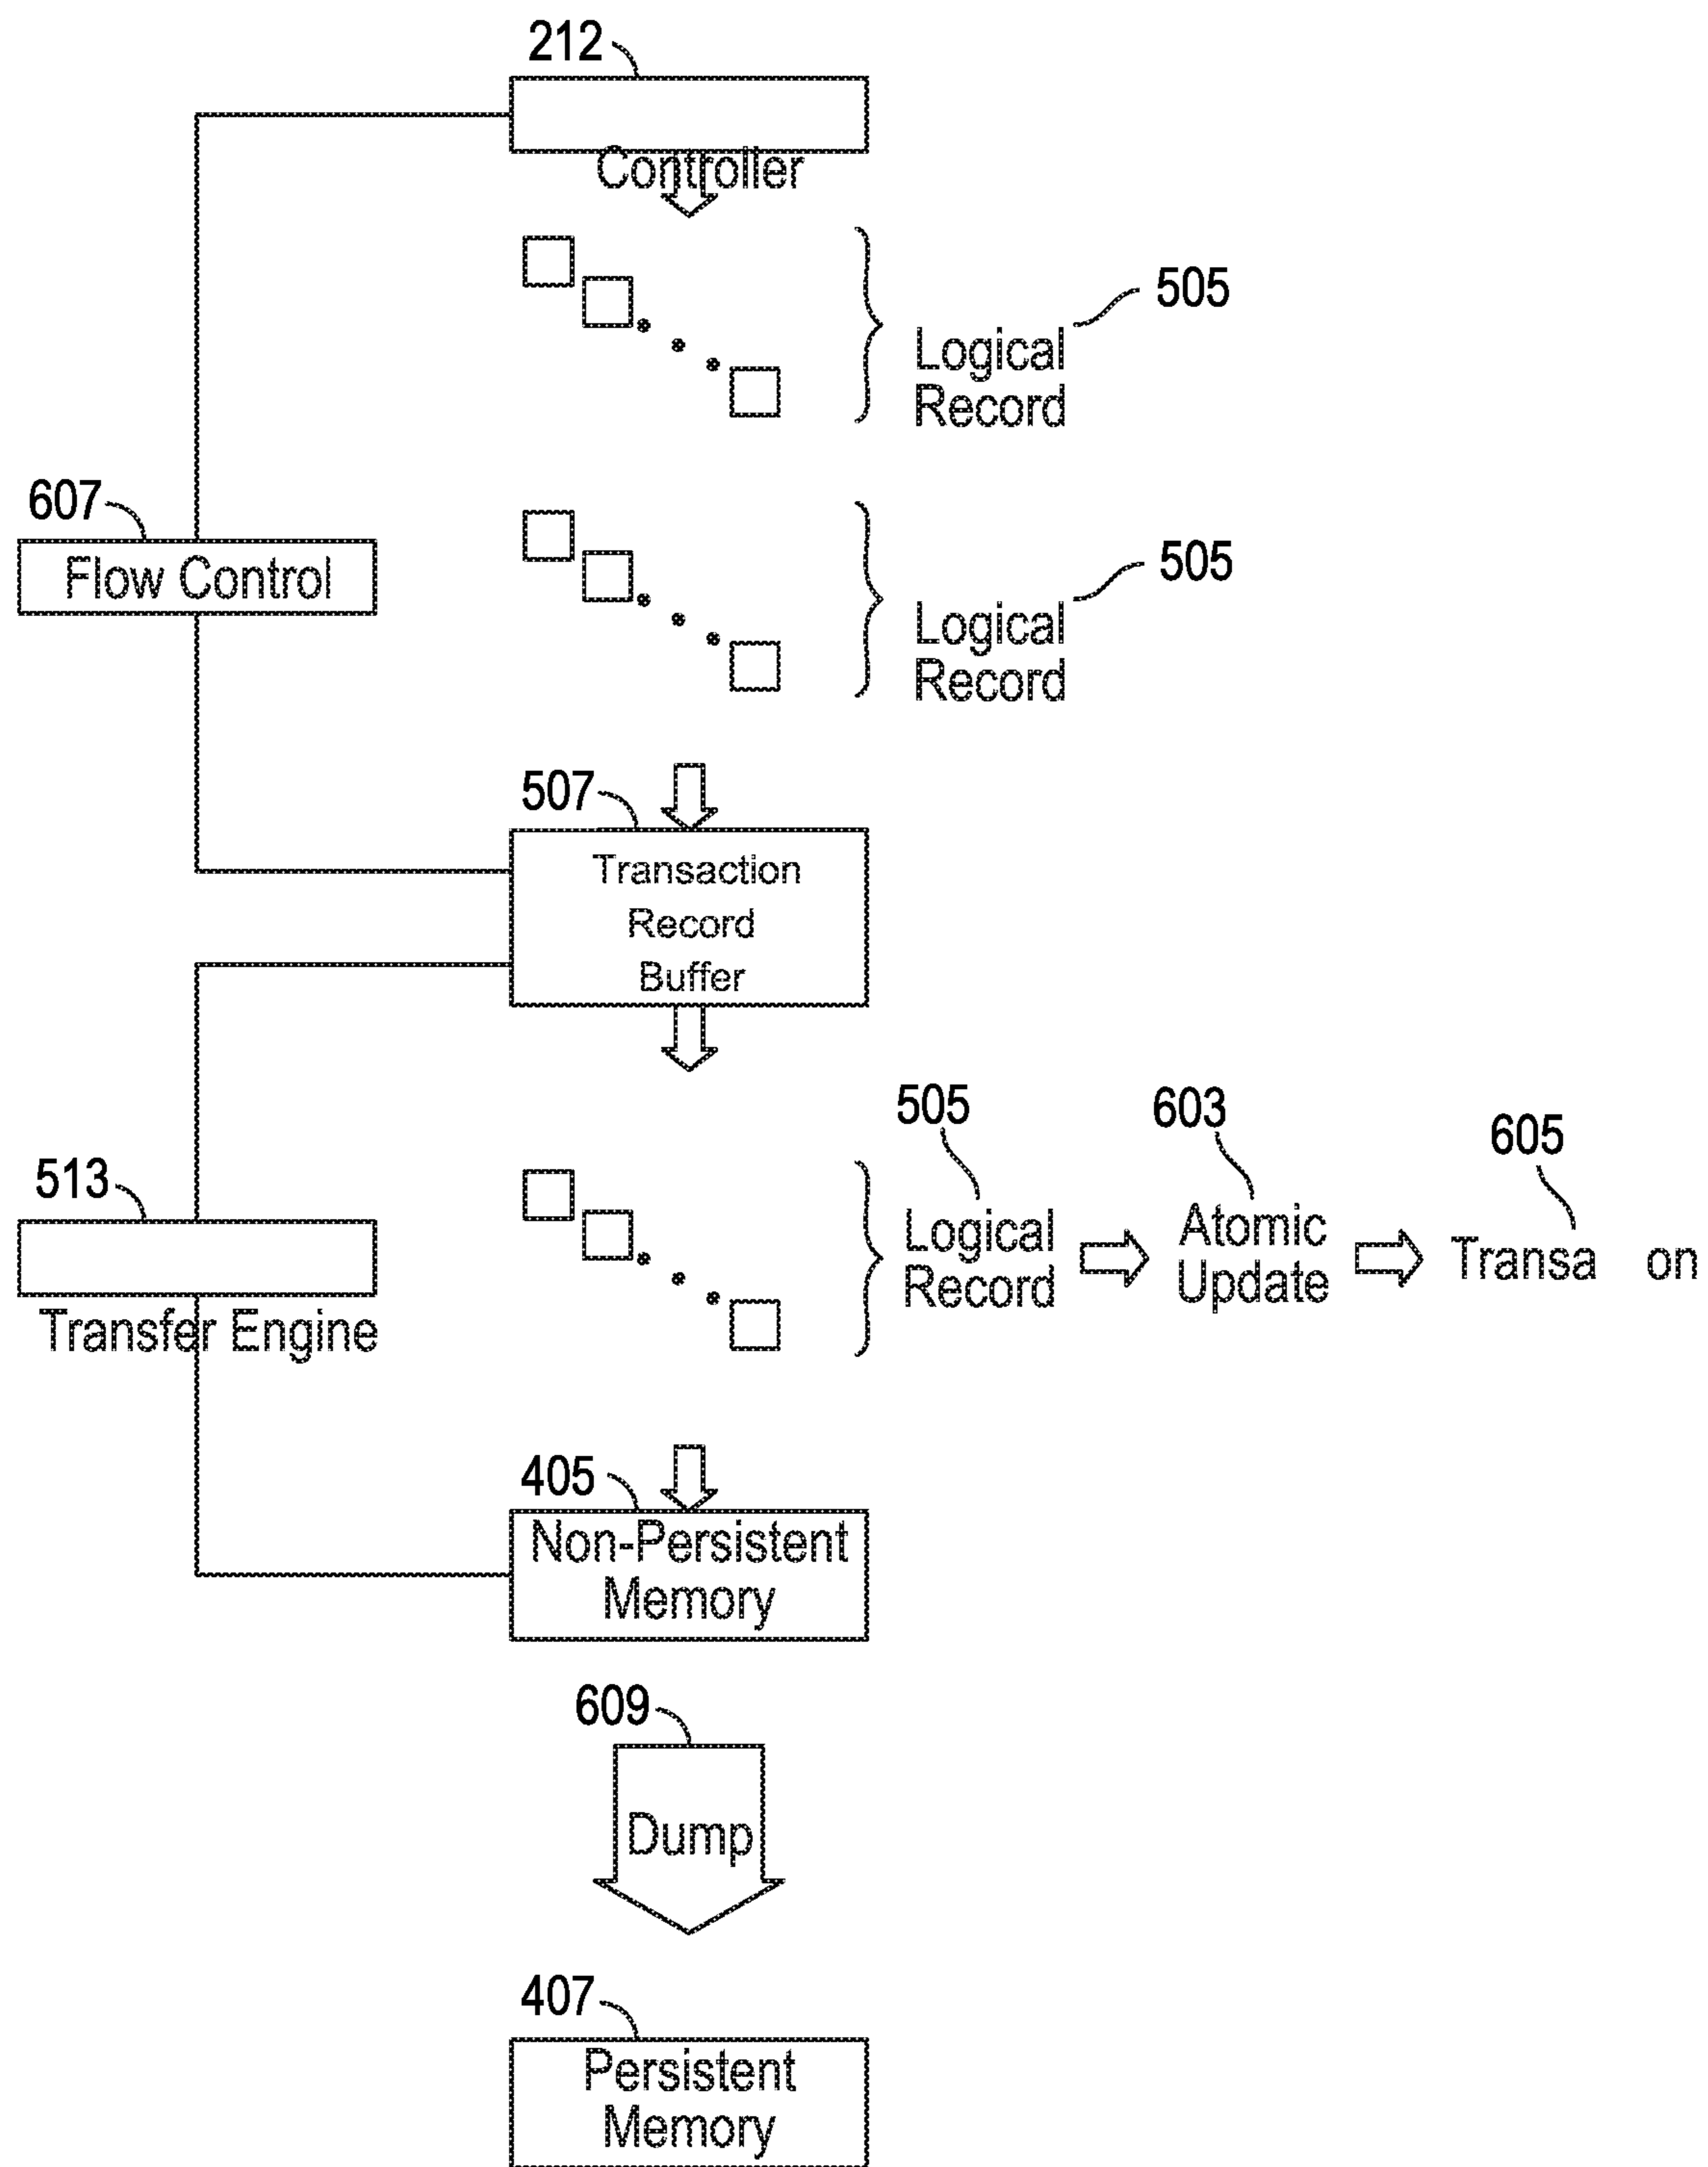 212
Controller
505
Logical
Record
607
Flow Control
505
Logical
Record
507
Transaction
Record
Buffer
505
603
605
513
Logical
Record
Atomic
Update
Transa on
Transfer Engine
405
Non-Persistent
Memory
609
Dump
407
Persistent
Memory